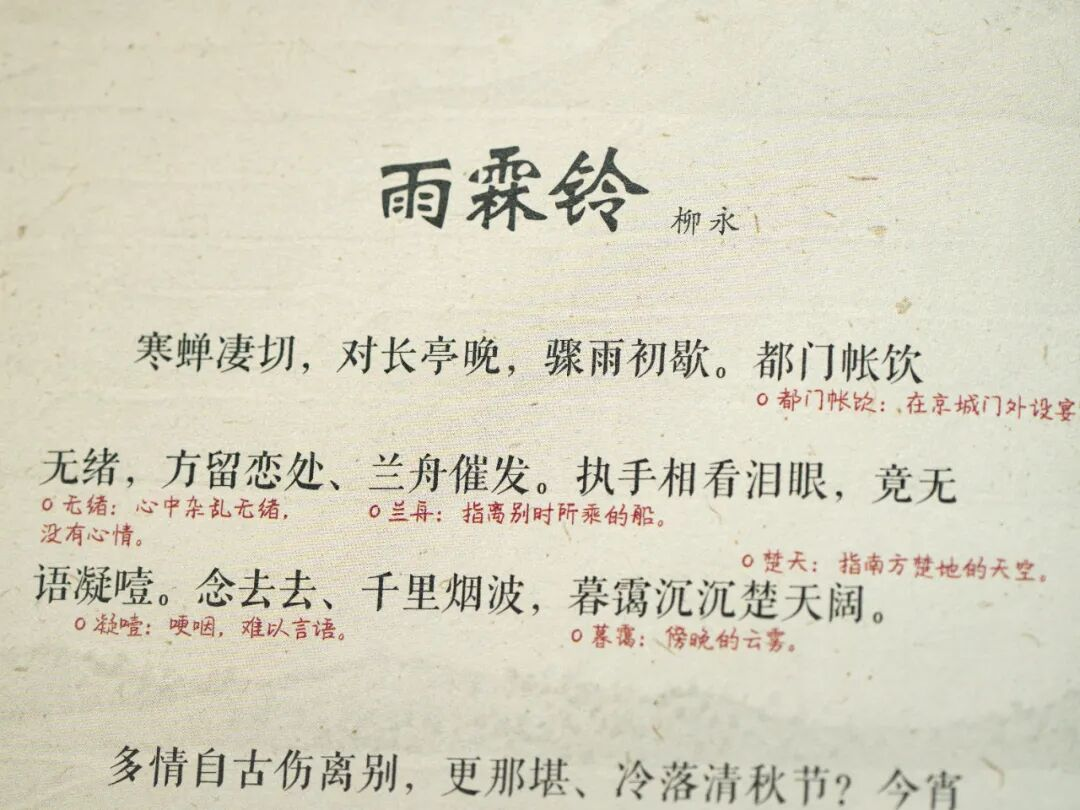 雨霖铃 柳永
寒蝉凄切，对长亭晚，骤雨初歇。都门帐饮
都门帐饮：在京城门外设宴
无绪，方留恋处、兰舟催发。执手相看泪眼，竟无
无绪：心中杂乱无绪， 兰舟：指离别时所乘的船。
没有心情。
楚天：指南方楚地的天空。
语凝噎。念去去、千里烟波，暮霭沉沉楚天阔。
凝噎：哽咽，难以言语。 暮霭：傍晚的云雾。
多情自古伤离别，更那堪、冷落清秋节？今宵